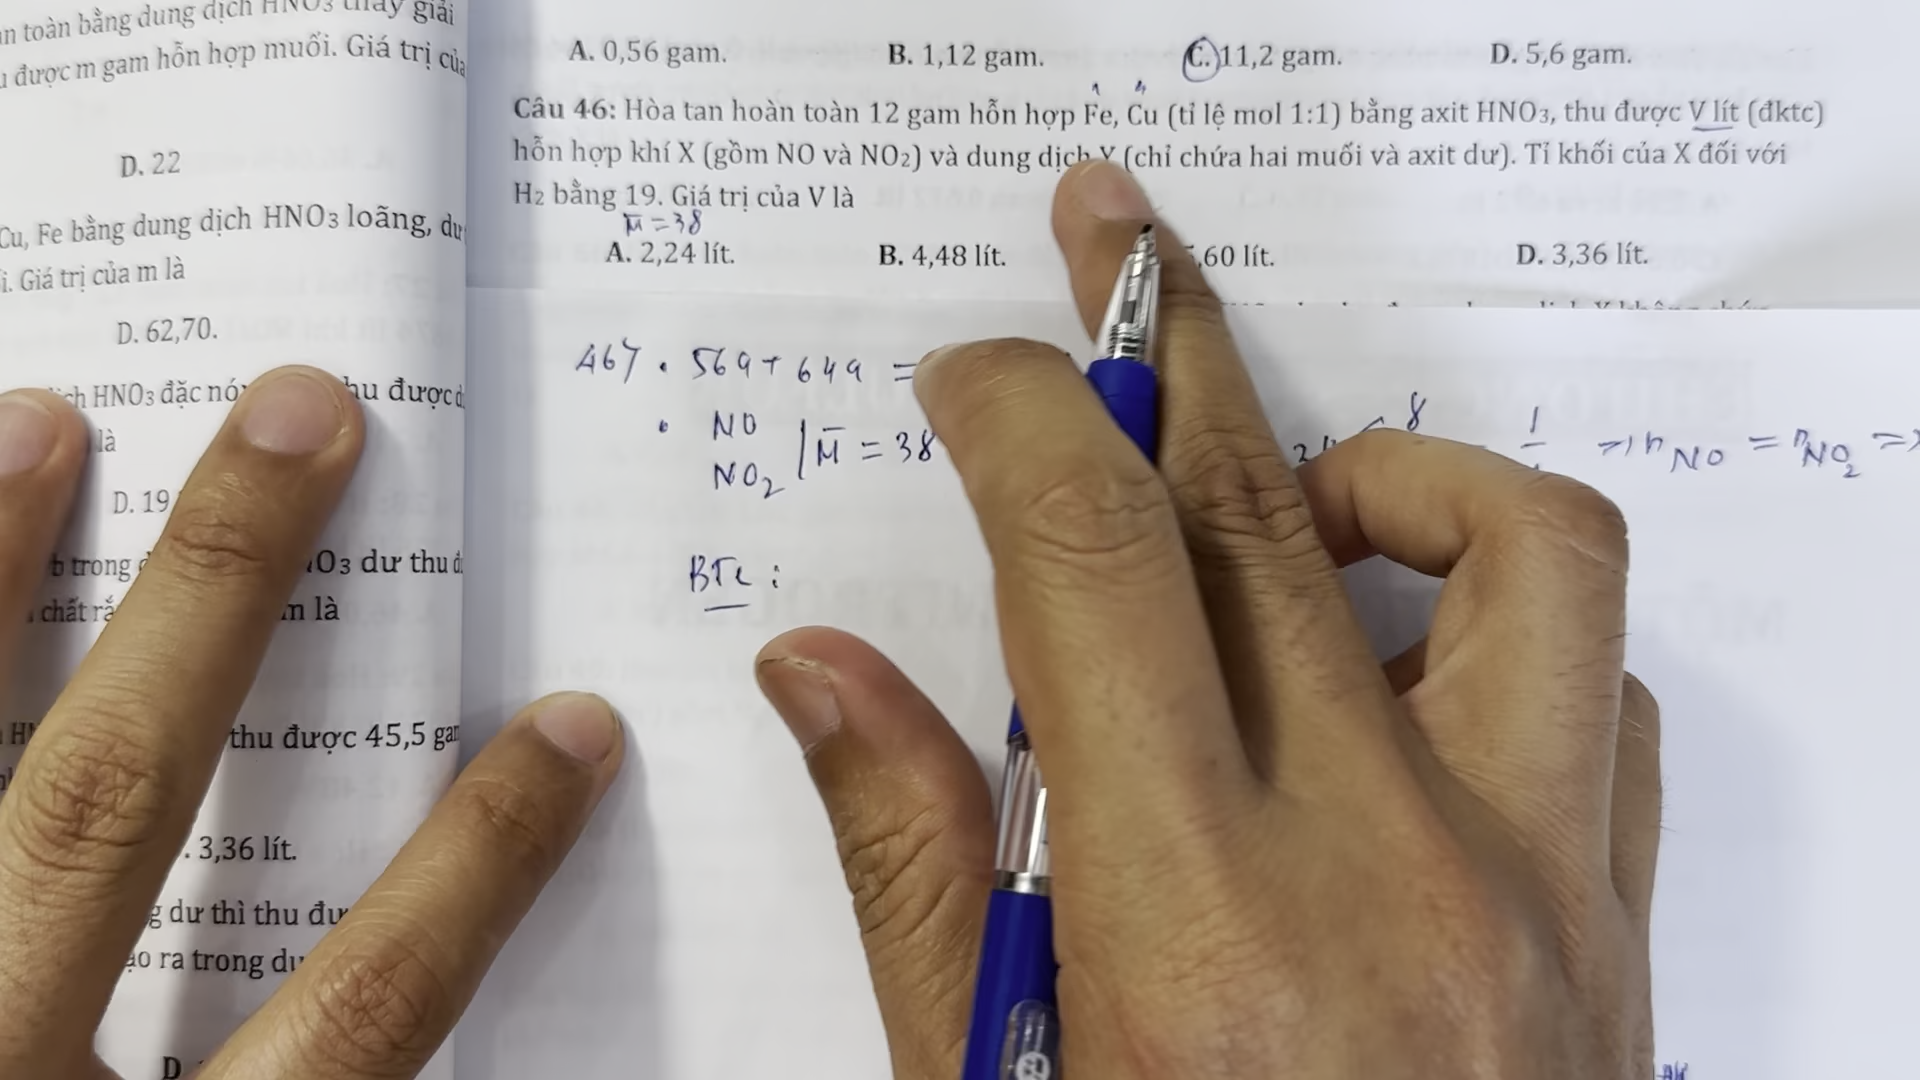 toàn bằng dung dịch HNO3 thầy giải
được m gam hỗn hợp muối. Giá trị của
D. 22
Cu, Fe bằng dung dịch HNO3 loãng, dư
i. Giá trị của m là
D. 62,70.
HNO3 đặc nó
hu được
là
D. 19
b trong
O3 dư thu
chất rắ
m là
thu được 45,5 gam
. 3,36 lít.
g dư thì thu đư
ạo ra trong du
D
A. 0,56 gam.
B. 1,12 gam.
C. 11,2 gam.
D. 5,6 gam.
Câu 46: Hòa tan hoàn toàn 12 gam hỗn hợp Fe, Cu (tỉ lệ mol 1:1) bằng axit HNO3, thu được V lít (đktc)
hỗn hợp khí X (gồm NO và NO2) và dung dịch Y (chỉ chứa hai muối và axit dư). Tỉ khối của X đối với
H2 bằng 19. Giá trị của V là
M̅ = 38
A. 2,24 lít.
B. 4,48 lít.
,60 lít.
D. 3,36 lít.
• 56a + 64a =
• NO
NO2
M̅ = 38
8
1
=> nNO = nNO2 =>
BTe :